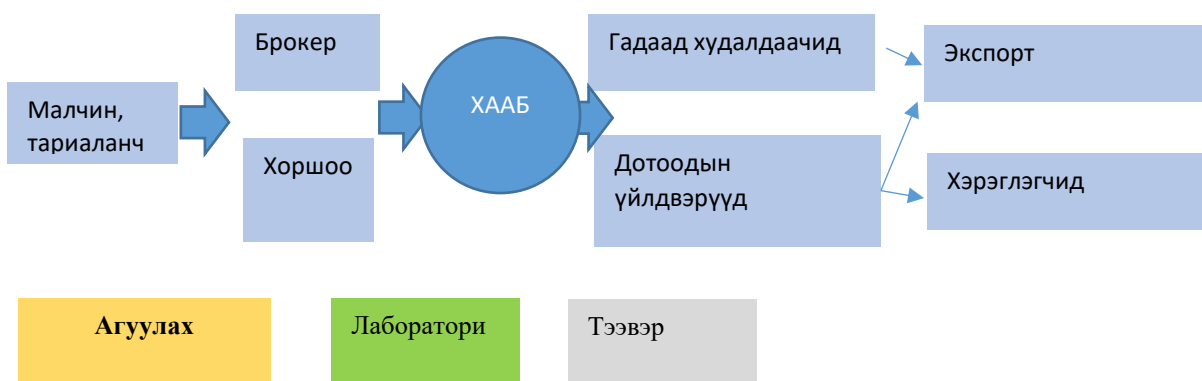 Малчин,
тариаланч
Брокер
Хоршоо
ХААБ
Гадаад худалдаачид
Дотоодын
үйлдвэрүүд
Экспорт
Хэрэглэгчид
Агуулах
Лаборатори
Тээвэр